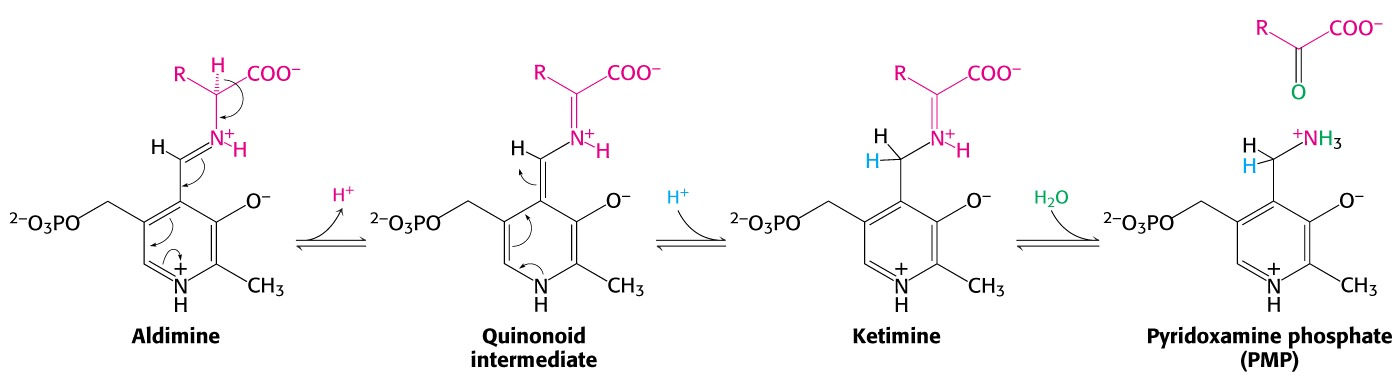 R H COO⁻
N⁺ H
H
²⁻O₃PO
O⁻
CH₃
+
N
H
Aldimine
H⁺
R COO⁻
N⁺ H
H
²⁻O₃PO
O⁻
CH₃
N
H
Quinonoid
intermediate
H⁺
R COO⁻
N⁺ H
H
H
²⁻O₃PO
O⁻
CH₃
+
N
H
Ketimine
H₂O
R COO⁻
O
H ⁺NH₃
H
²⁻O₃PO
O⁻
CH₃
+
N
H
Pyridoxamine phosphate
(PMP)